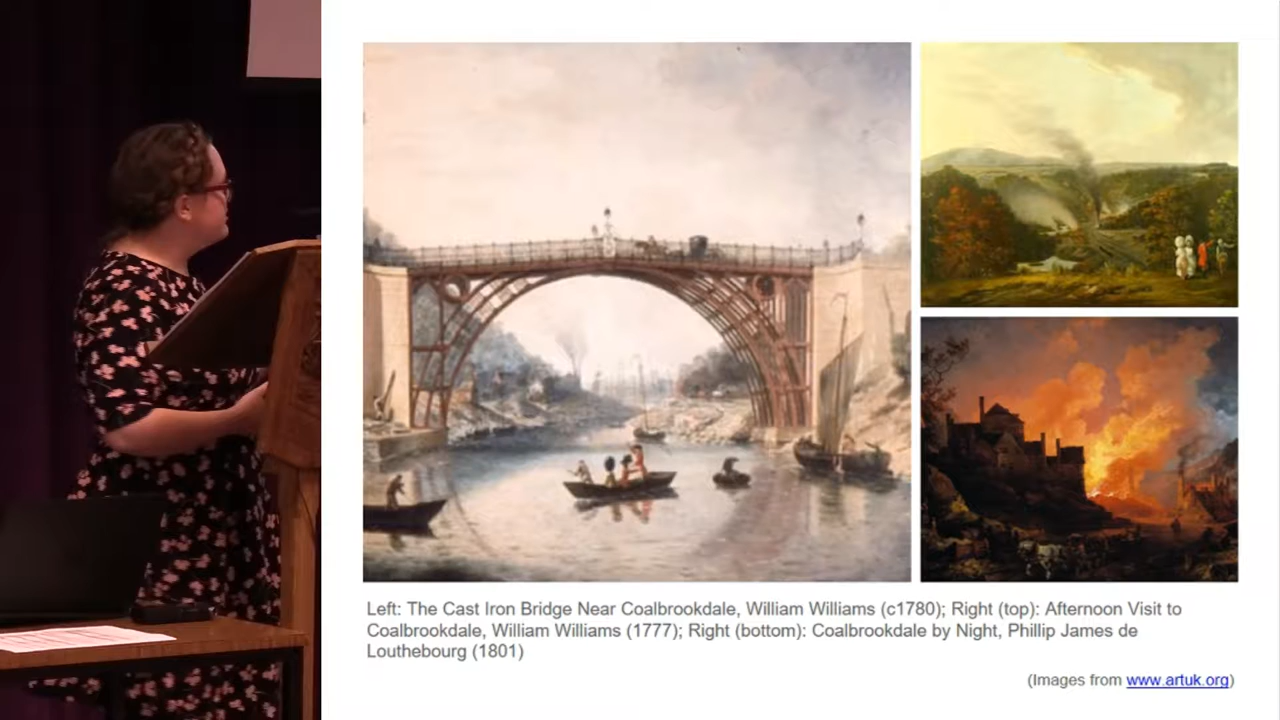 Left: The Cast Iron Bridge Near Coalbrookdale, William Williams (c1780); Right (top): Afternoon Visit to
Coalbrookdale, William Williams (1777); Right (bottom): Coalbrookdale by Night, Phillip James de
Louthebourg (1801)
(Images from www.artuk.org)